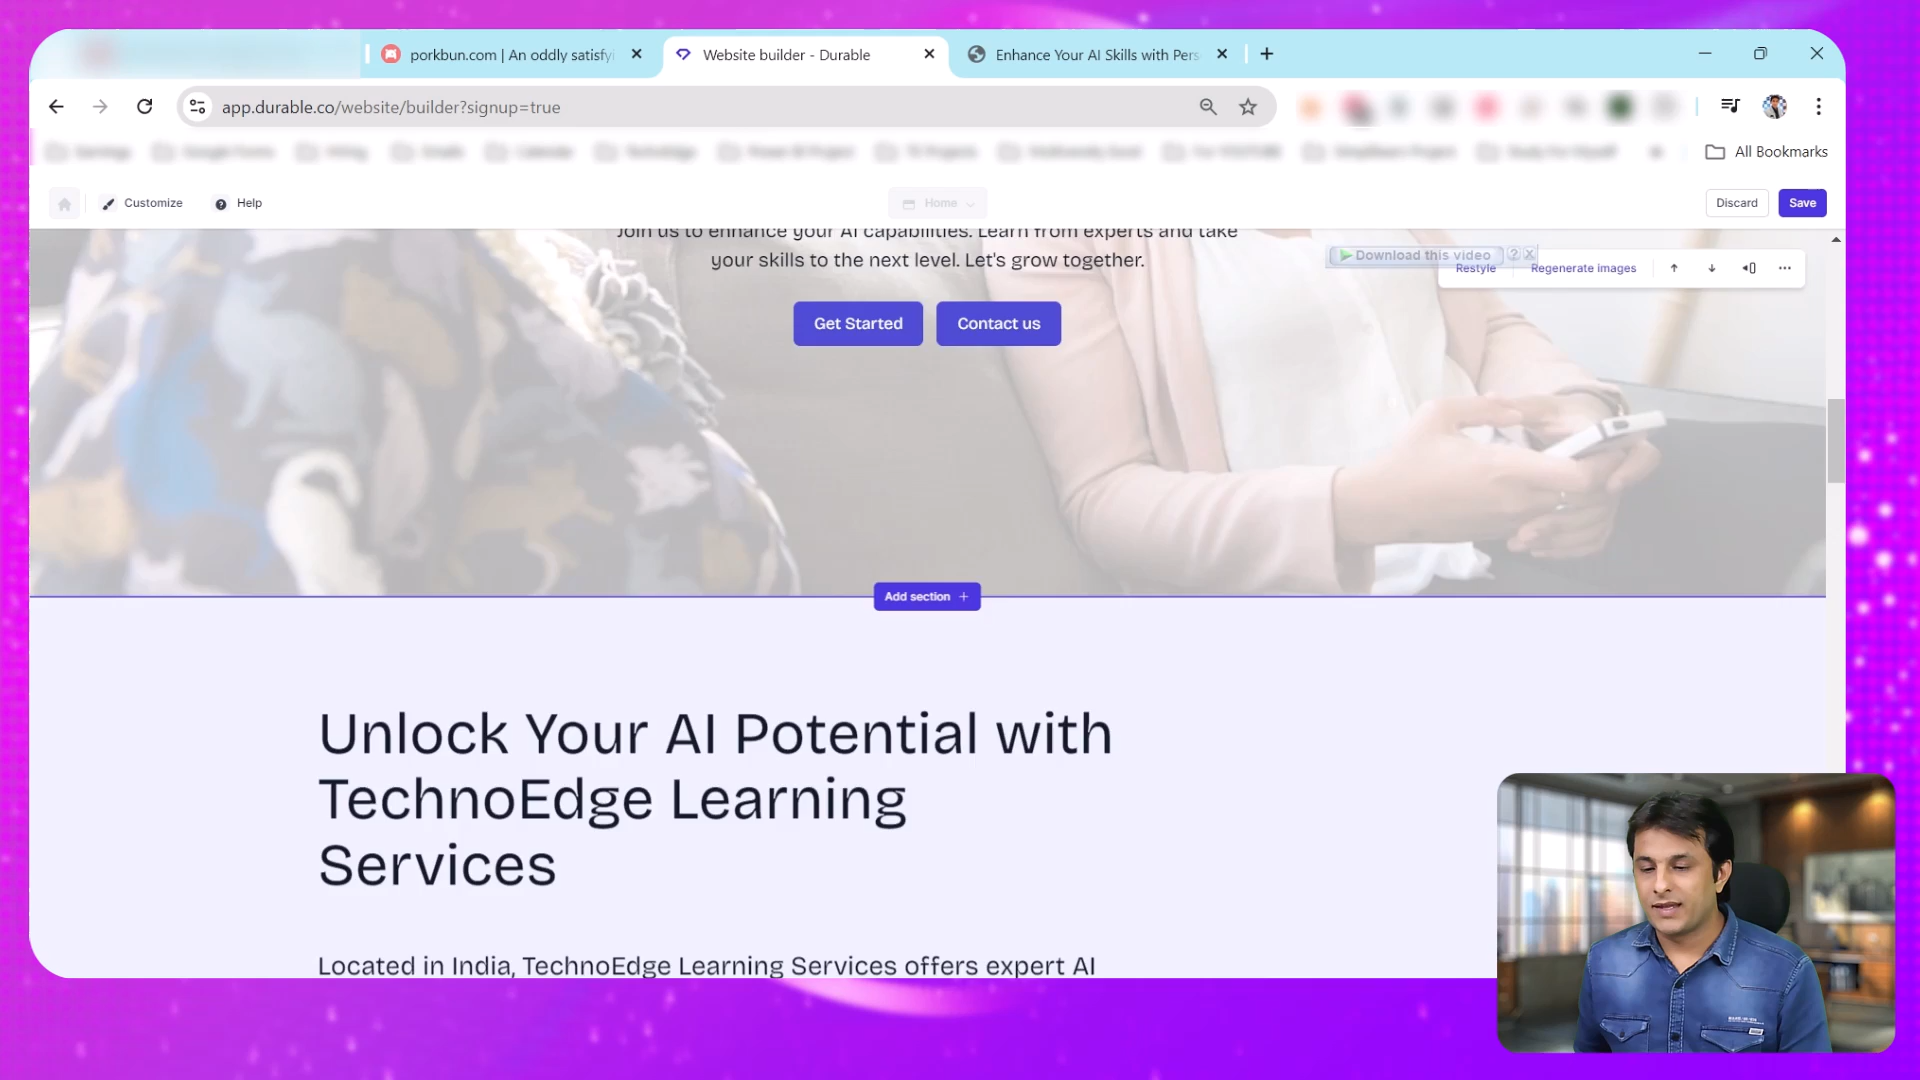 porkbun.com | An oddly satisfyi
Website builder - Durable
Enhance Your AI Skills with Pers
app.durable.co/website/builder?signup=true
All Bookmarks
Customize
Help
Home
Discard
Save
Join us to enhance your AI capabilities. Learn from experts and take
your skills to the next level. Let's grow together.
Download this video
Restyle
Regenerate images
Get Started
Contact us
Add section +
Unlock Your AI Potential with
TechnoEdge Learning
Services
Located in India, TechnoEdge Learning Services offers expert AI